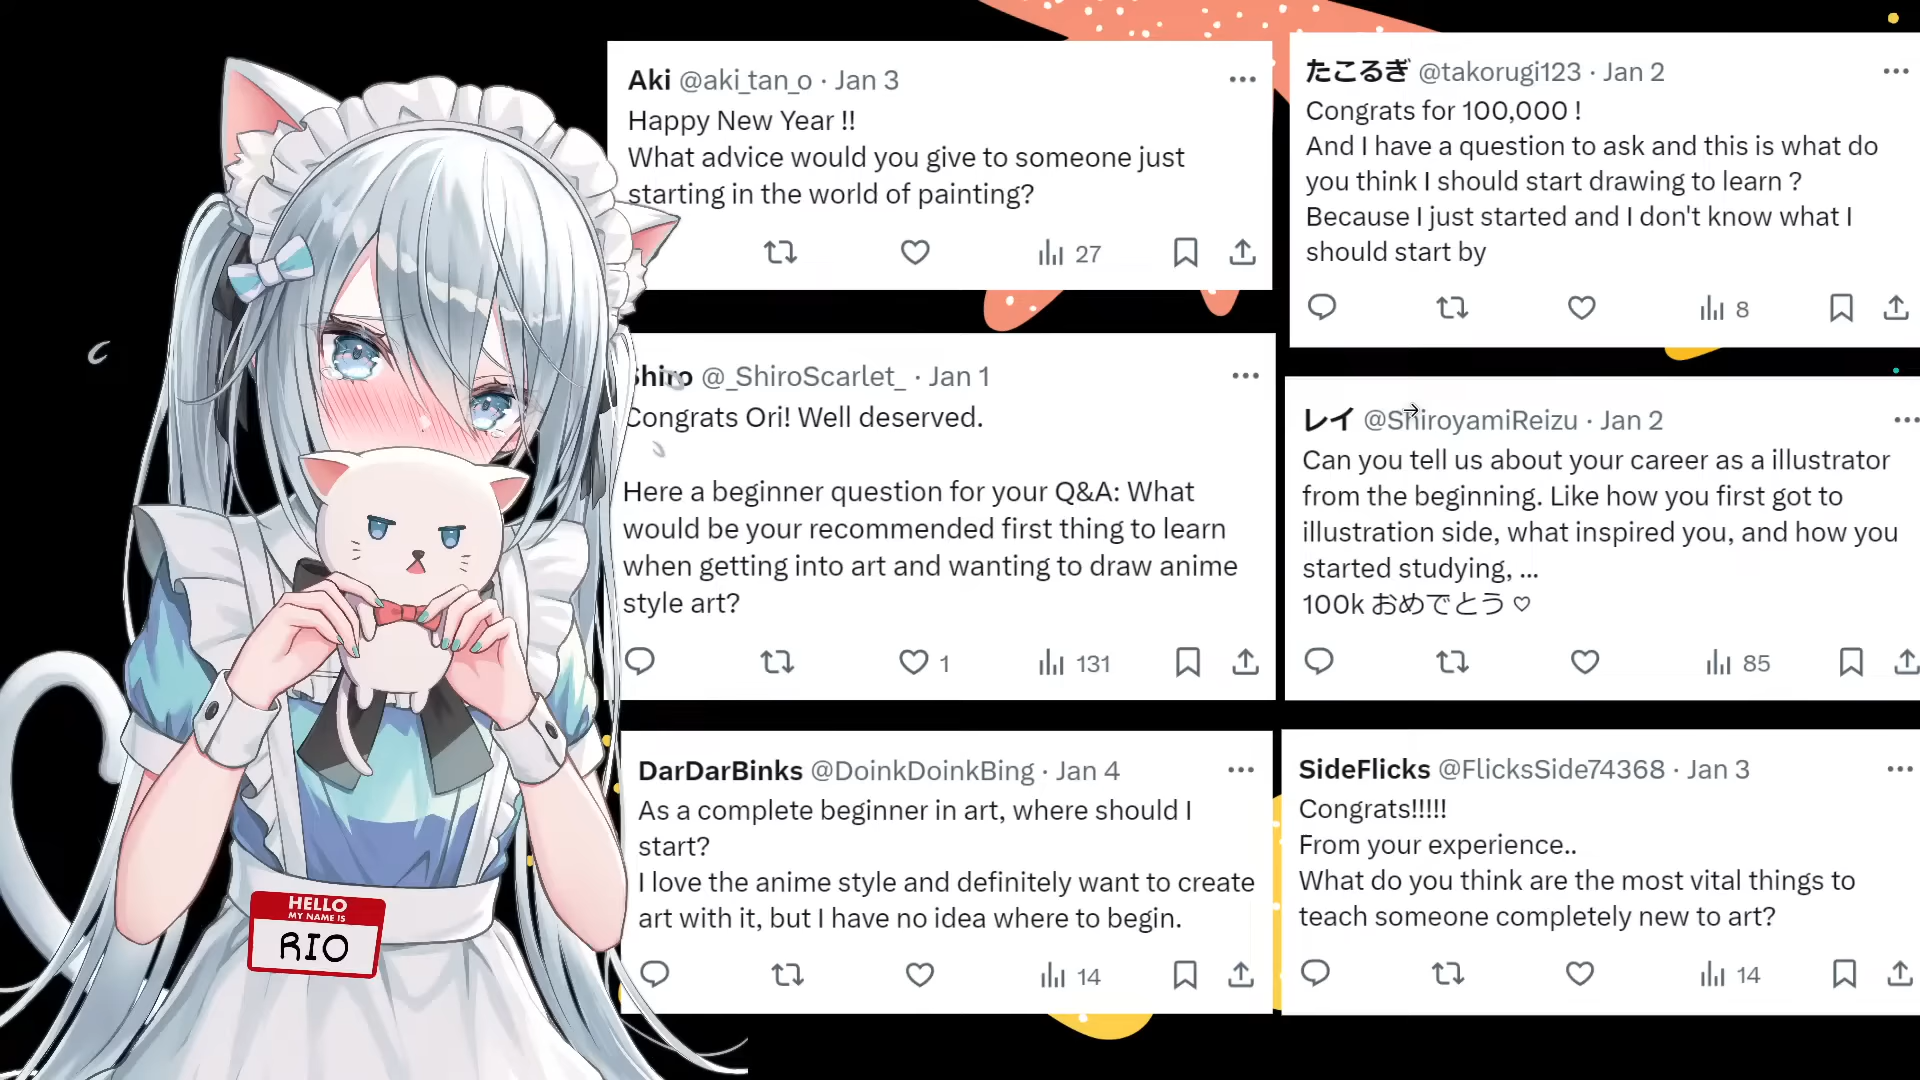 Aki @aki_tan_o · Jan 3
Happy New Year !!
What advice would you give to someone just
starting in the world of painting?
27
たこるぎ @takorugi123 · Jan 2
Congrats for 100,000 !
And I have a question to ask and this is what do
you think I should start drawing to learn ?
Because I just started and I don't know what I
should start by
8
Shiro @_ShiroScarlet_ · Jan 1
Congrats Ori! Well deserved.
Here a beginner question for your Q&A: What
would be your recommended first thing to learn
when getting into art and wanting to draw anime
style art?
1 131
レイ @ShiroyamiReizu · Jan 2
Can you tell us about your career as a illustrator
from the beginning. Like how you first got to
illustration side, what inspired you, and how you
started studying, ...
100k おめでとう ♡
85
DarDarBinks @DoinkDoinkBing · Jan 4
As a complete beginner in art, where should I
start?
I love the anime style and definitely want to create
art with it, but I have no idea where to begin.
14
SideFlicks @FlicksSide74368 · Jan 3
Congrats!!!!!
From your experience..
What do you think are the most vital things to
teach someone completely new to art?
14
HELLO
MY NAME IS
RIO